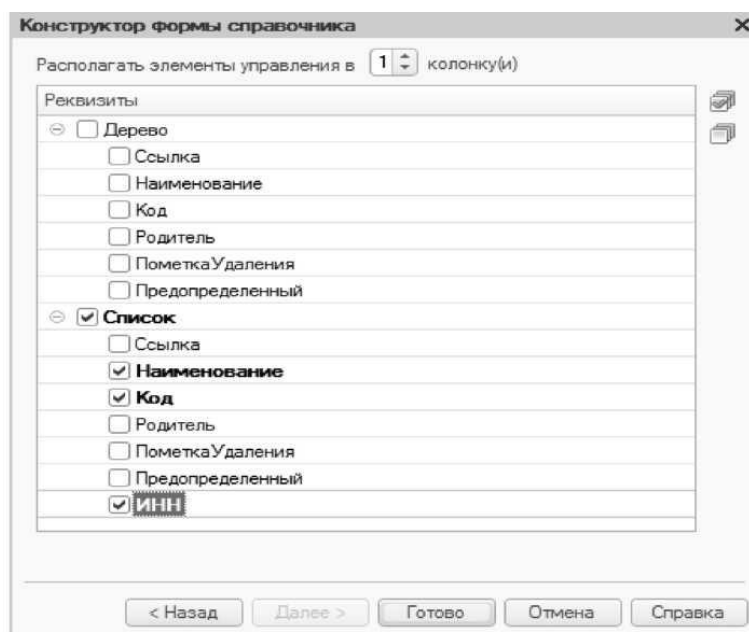 Конструктор формы справочника
Располагать элементы управления в 1 колонку(и)
Реквизиты
Дерево
Ссылка
Наименование
Код
Родитель
ПометкаУдаления
Предопределенный
Список
Ссылка
Наименование
Код
Родитель
ПометкаУдаления
Предопределенный
ИНН
< Назад Далее > Готово Отмена Справка